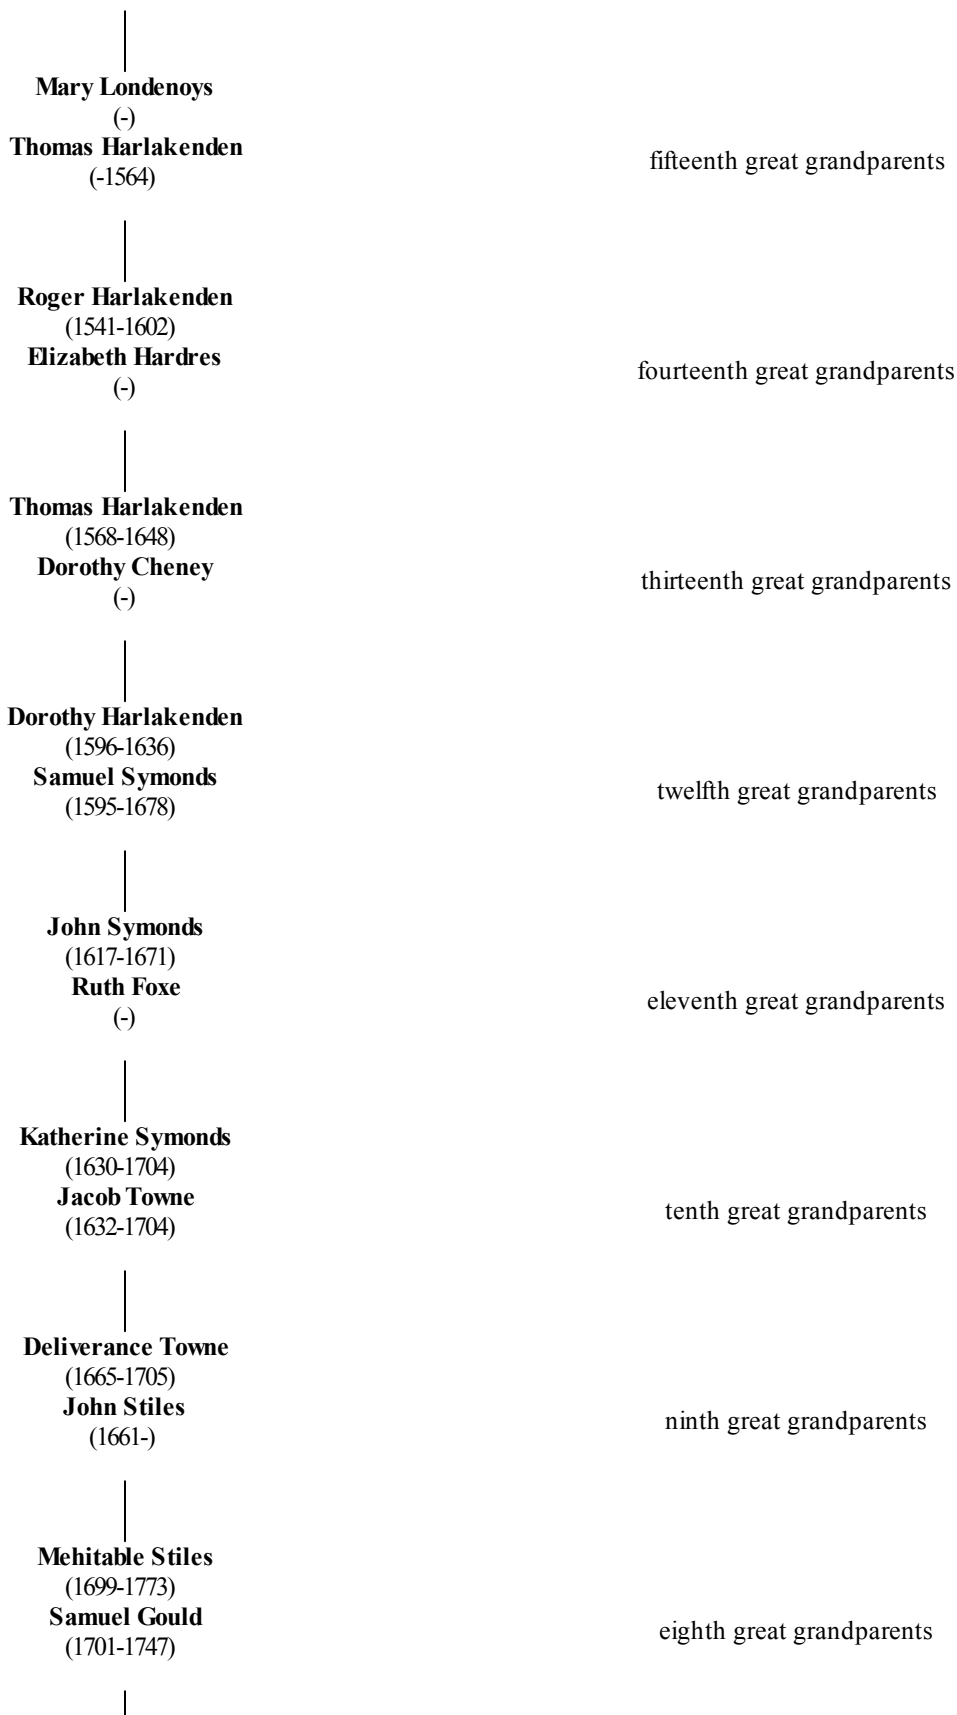 Mary Londenoys
(-)
Thomas Harlakenden
(-1564)
fifteenth great grandparents
Roger Harlakenden
(1541-1602)
Elizabeth Hardres
(-)
fourteenth great grandparents
Thomas Harlakenden
(1568-1648)
Dorothy Cheney
(-)
thirteenth great grandparents
Dorothy Harlakenden
(1596-1636)
Samuel Symonds
(1595-1678)
twelfth great grandparents
John Symonds
(1617-1671)
Ruth Foxe
(-)
eleventh great grandparents
Katherine Symonds
(1630-1704)
Jacob Towne
(1632-1704)
tenth great grandparents
Deliverance Towne
(1665-1705)
John Stiles
(1661-)
ninth great grandparents
Mehitable Stiles
(1699-1773)
Samuel Gould
(1701-1747)
eighth great grandparents